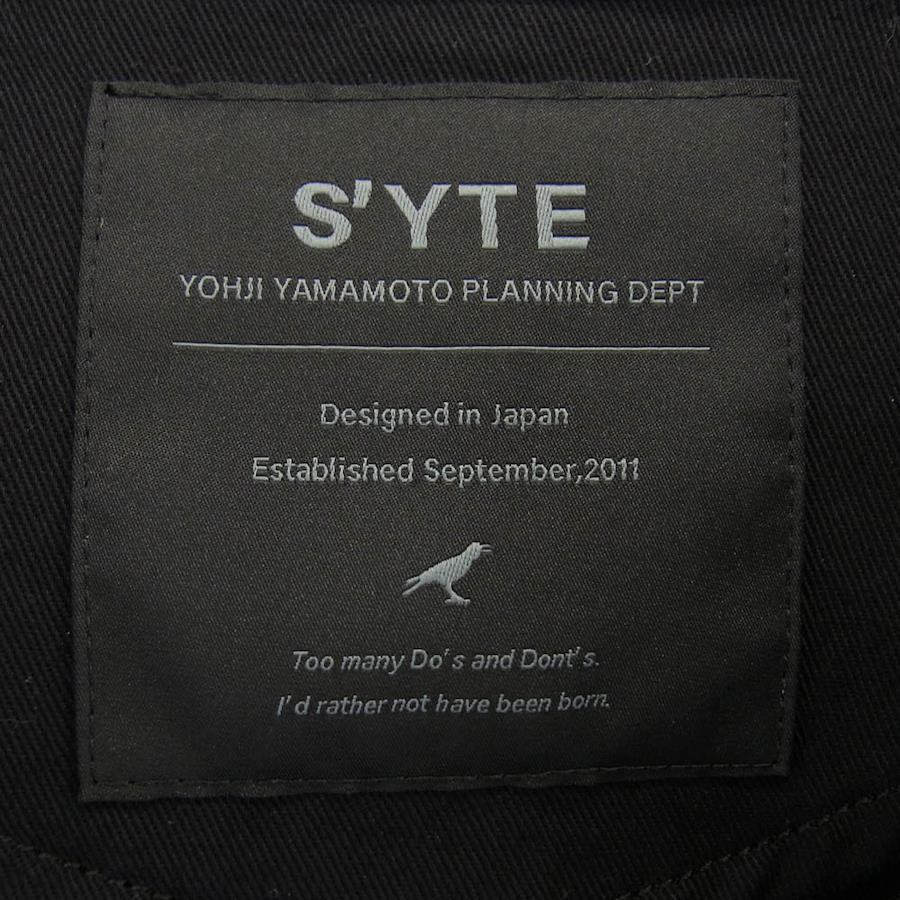 S'YTE
YOHJI YAMAMOTO PLANNING DEPT
Designed in Japan
Established September,2011
Too many Do's and Dont's.
I'd rather not have been born.